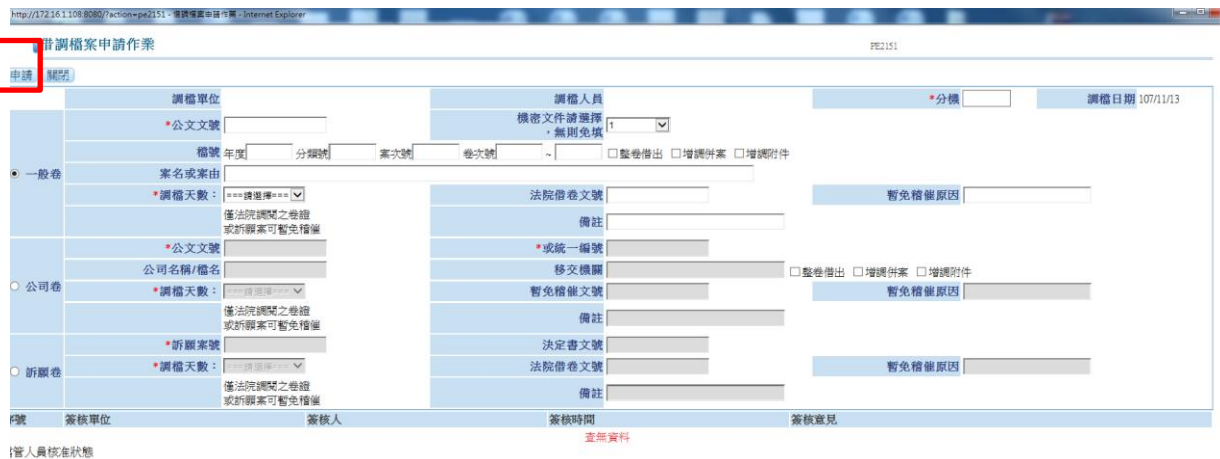 http://172.16.1.108:8080/?action=pe2151 - 借調檔案申請作業 - Internet Explorer
借調檔案申請作業 PE2151
申請 關閉
調檔單位 調檔人員 *分機 調檔日期 107/11/13
一般卷
*公文文號 機密文件請選擇，無則免填 1
檔號 年度 分類號 案次號 卷次號 ~ 整卷借出 增調併案 增調附件
案名或案由
*調檔天數： ===請選擇=== 法院借卷文號 暫免稽催原因
僅法院調閱之卷證
或訴願案可暫免稽催 備註
公司卷
*公文文號 *或統一編號
公司名稱/檔名 移交機關 整卷借出 增調併案 增調附件
*調檔天數： ===請選擇=== 暫免稽催文號 暫免稽催原因
僅法院調閱之卷證
或訴願案可暫免稽催 備註
訴願卷
*訴願案號 決定書文號
*調檔天數： ===請選擇=== 法院借卷文號 暫免稽催原因
僅法院調閱之卷證
或訴願案可暫免稽催 備註
序號 簽核單位 簽核人 簽核時間 簽核意見
查無資料
管人員核准狀態